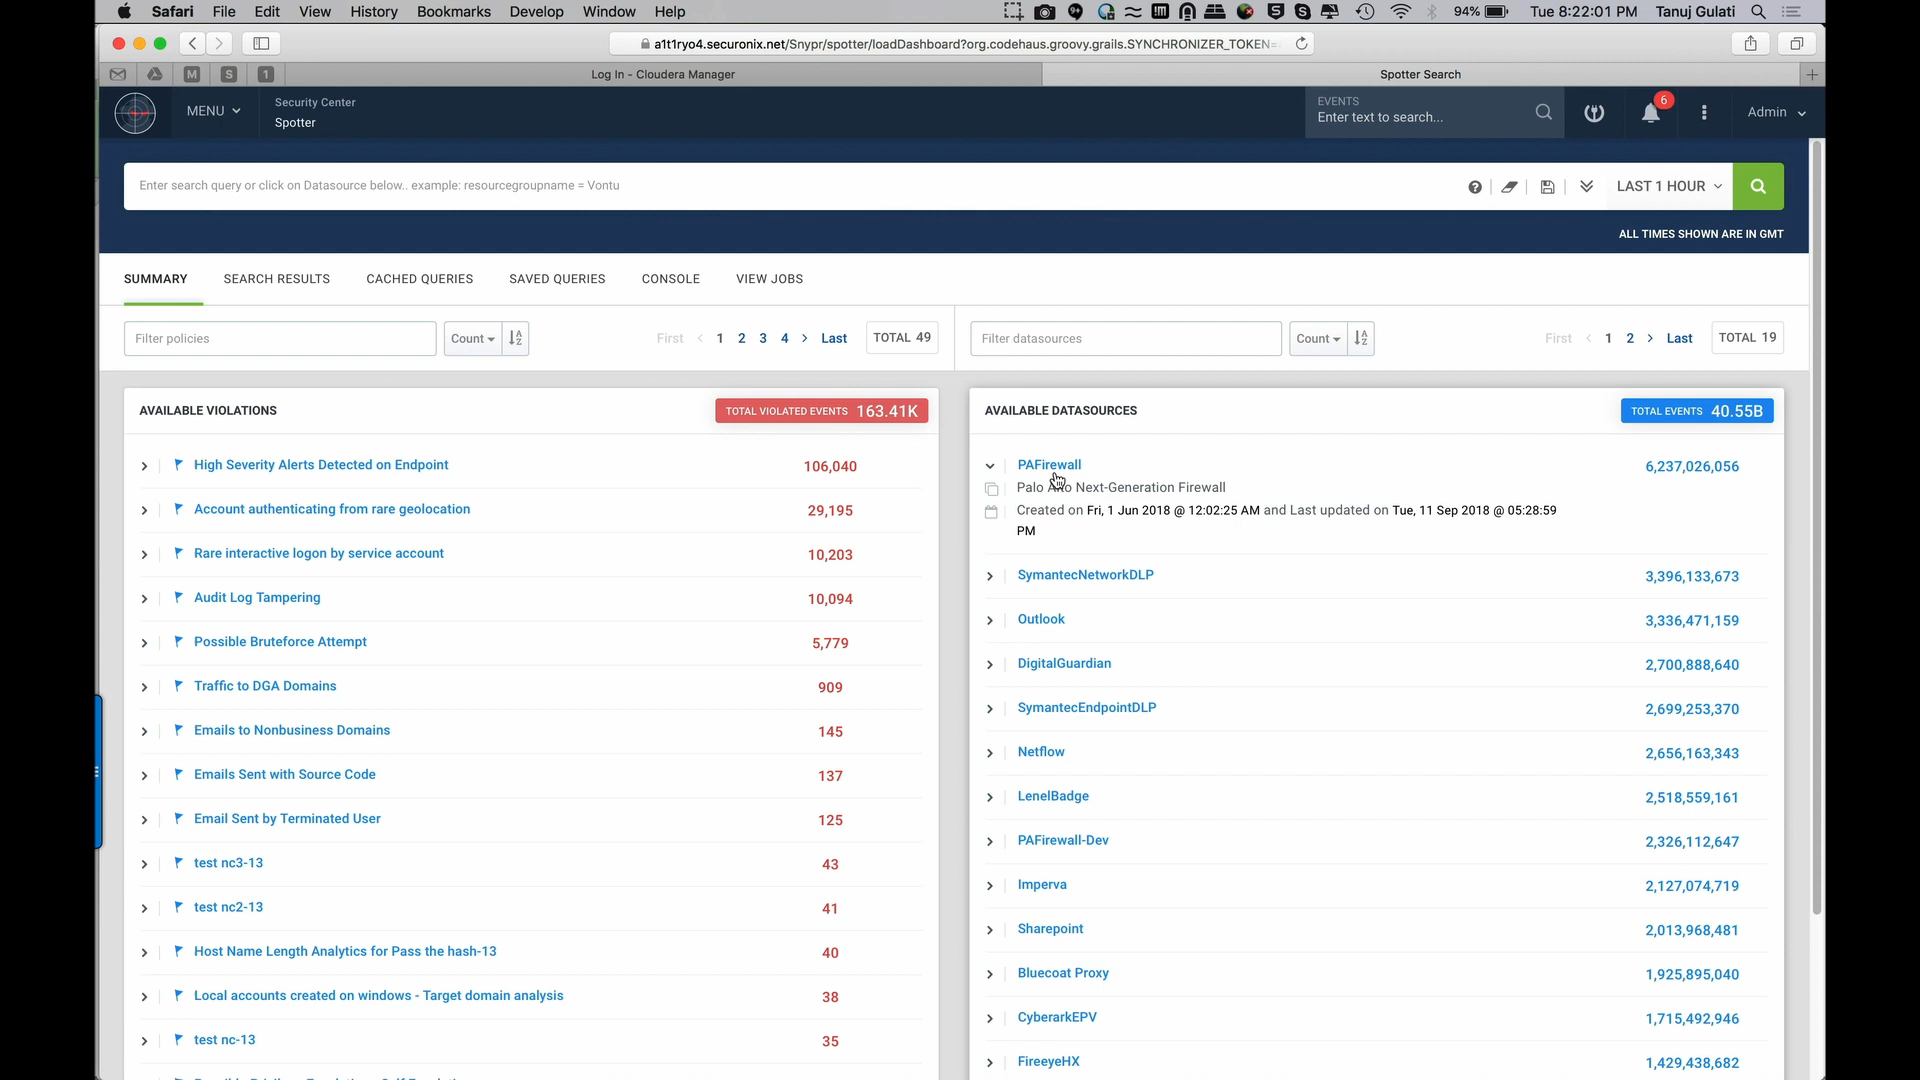 Safari File Edit View History Bookmarks Develop Window Help 94% Tue 8:22:01 PM Tanuj Gulati
a1t1ryo4.securonix.net/Snypr/spotter/loadDashboard?org.codehaus.groovy.grails.SYNCHRONIZER_TOKEN=
M S 1 Log In - Cloudera Manager Spotter Search
MENU Security Center
Spotter
EVENTS
Enter text to search...
6
Admin
Enter search query or click on Datasource below.. example: resourcegroupname = Vontu LAST 1 HOUR
ALL TIMES SHOWN ARE IN GMT
SUMMARY SEARCH RESULTS CACHED QUERIES SAVED QUERIES CONSOLE VIEW JOBS
Filter policies Count First < 1 2 3 4 > Last TOTAL 49
Filter datasources Count First < 1 2 > Last TOTAL 19
AVAILABLE VIOLATIONS TOTAL VIOLATED EVENTS 163.41K
High Severity Alerts Detected on Endpoint 106,040
Account authenticating from rare geolocation 29,195
Rare interactive logon by service account 10,203
Audit Log Tampering 10,094
Possible Bruteforce Attempt 5,779
Traffic to DGA Domains 909
Emails to Nonbusiness Domains 145
Emails Sent with Source Code 137
Email Sent by Terminated User 125
test nc3-13 43
test nc2-13 41
Host Name Length Analytics for Pass the hash-13 40
Local accounts created on windows - Target domain analysis 38
test nc-13 35
AVAILABLE DATASOURCES TOTAL EVENTS 40.55B
PAFirewall 6,237,026,056
Palo Alto Next-Generation Firewall
Created on Fri, 1 Jun 2018 @ 12:02:25 AM and Last updated on Tue, 11 Sep 2018 @ 05:28:59
PM
SymantecNetworkDLP 3,396,133,673
Outlook 3,336,471,159
DigitalGuardian 2,700,888,640
SymantecEndpointDLP 2,699,253,370
Netflow 2,656,163,343
LenelBadge 2,518,559,161
PAFirewall-Dev 2,326,112,647
Imperva 2,127,074,719
Sharepoint 2,013,968,481
Bluecoat Proxy 1,925,895,040
CyberarkEPV 1,715,492,946
FireeyeHX 1,429,438,682